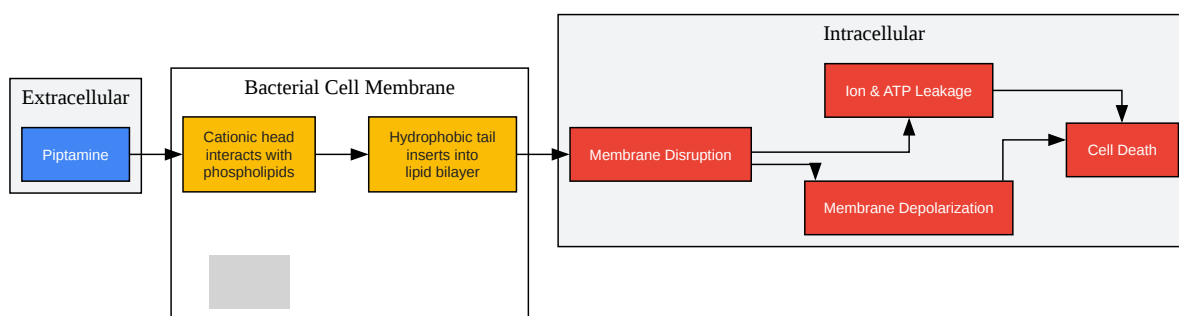 Extracellular
Piptamine
Bacterial Cell Membrane
Cationic head
interacts with
phospholipids
Hydrophobic tail
inserts into
lipid bilayer
Intracellular
Membrane Disruption
Ion & ATP Leakage
Membrane Depolarization
Cell Death